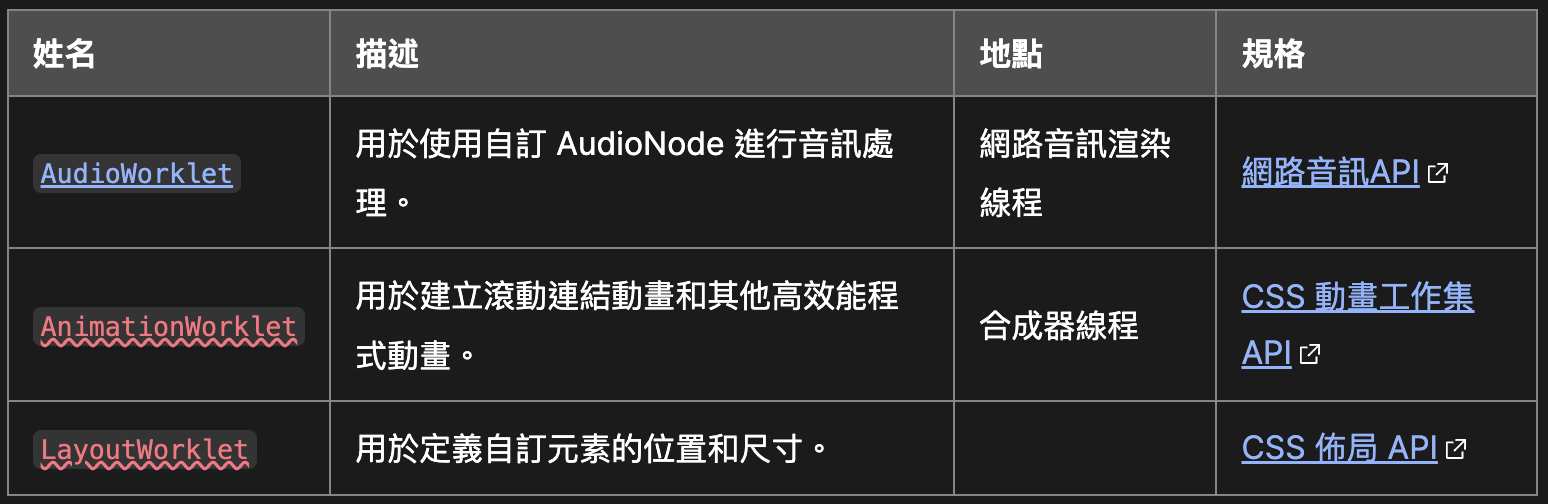 姓名 描述 地點 規格
AudioWorklet 用於使用自訂 AudioNode 進行音訊處 網路音訊渲染 網路音訊API
理。 線程
AnimationWorklet 用於建立滾動連結動畫和其他高效能程 合成器線程 CSS 動畫工作集
式動畫。 API
LayoutWorklet 用於定義自訂元素的位置和尺寸。 CSS 佈局 API